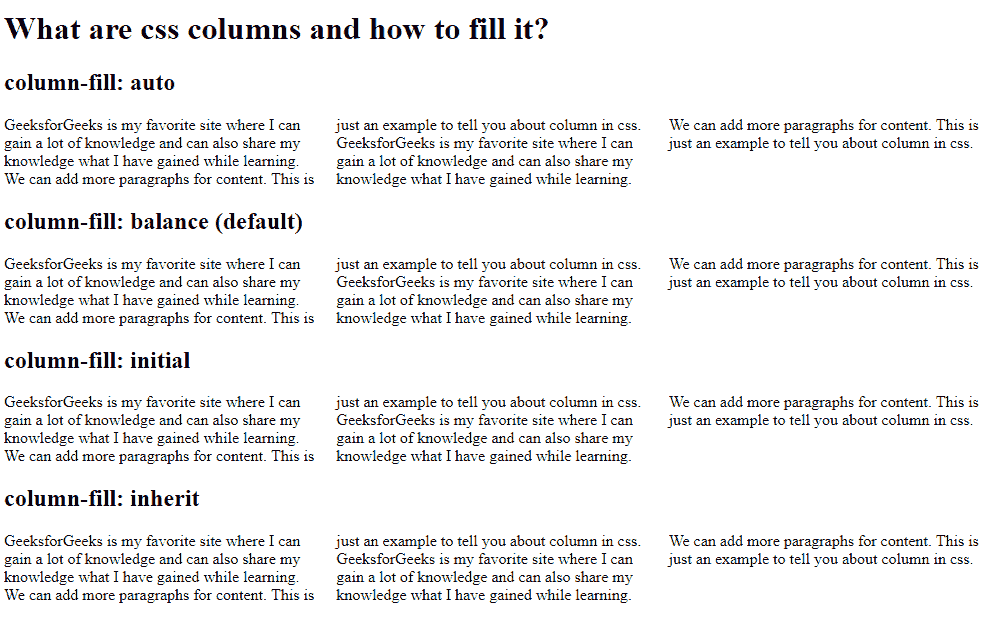 What are css columns and how to fill it?
column-fill: auto
GeeksforGeeks is my favorite site where I can
gain a lot of knowledge and can also share my
knowledge what I have gained while learning.
We can add more paragraphs for content. This is
just an example to tell you about column in css.
GeeksforGeeks is my favorite site where I can
gain a lot of knowledge and can also share my
knowledge what I have gained while learning.
We can add more paragraphs for content. This is
just an example to tell you about column in css.
column-fill: balance (default)
GeeksforGeeks is my favorite site where I can
gain a lot of knowledge and can also share my
knowledge what I have gained while learning.
We can add more paragraphs for content. This is
just an example to tell you about column in css.
GeeksforGeeks is my favorite site where I can
gain a lot of knowledge and can also share my
knowledge what I have gained while learning.
We can add more paragraphs for content. This is
just an example to tell you about column in css.
column-fill: initial
GeeksforGeeks is my favorite site where I can
gain a lot of knowledge and can also share my
knowledge what I have gained while learning.
We can add more paragraphs for content. This is
just an example to tell you about column in css.
GeeksforGeeks is my favorite site where I can
gain a lot of knowledge and can also share my
knowledge what I have gained while learning.
We can add more paragraphs for content. This is
just an example to tell you about column in css.
column-fill: inherit
GeeksforGeeks is my favorite site where I can
gain a lot of knowledge and can also share my
knowledge what I have gained while learning.
We can add more paragraphs for content. This is
just an example to tell you about column in css.
GeeksforGeeks is my favorite site where I can
gain a lot of knowledge and can also share my
knowledge what I have gained while learning.
We can add more paragraphs for content. This is
just an example to tell you about column in css.